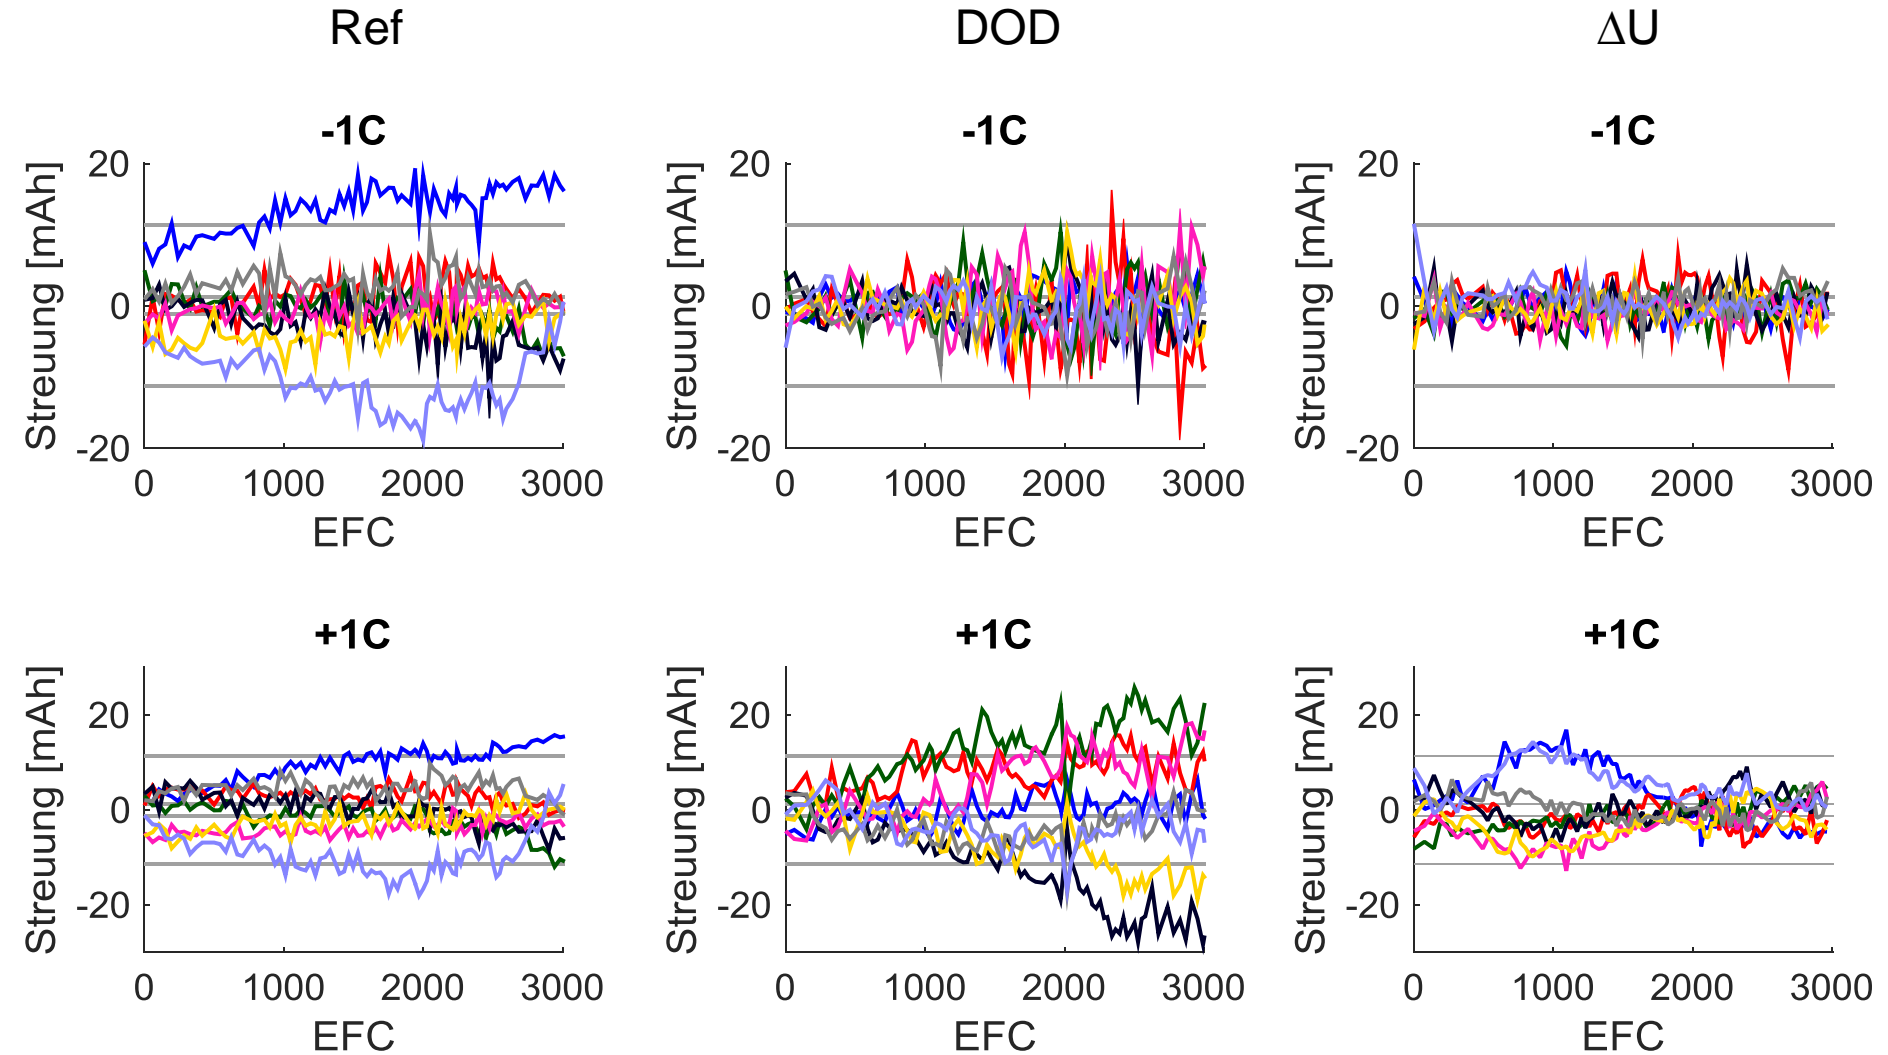 Ref DOD ΔU
-1C -1C -1C
Streuung [mAh] 20 0 -20 Streuung [mAh] 20 0 -20 Streuung [mAh] 20 0 -20
0 1000 2000 3000 0 1000 2000 3000 0 1000 2000 3000
EFC EFC EFC
+1C +1C +1C
Streuung [mAh] 20 0 -20 Streuung [mAh] 20 0 -20 Streuung [mAh] 20 0 -20
0 1000 2000 3000 0 1000 2000 3000 0 1000 2000 3000
EFC EFC EFC